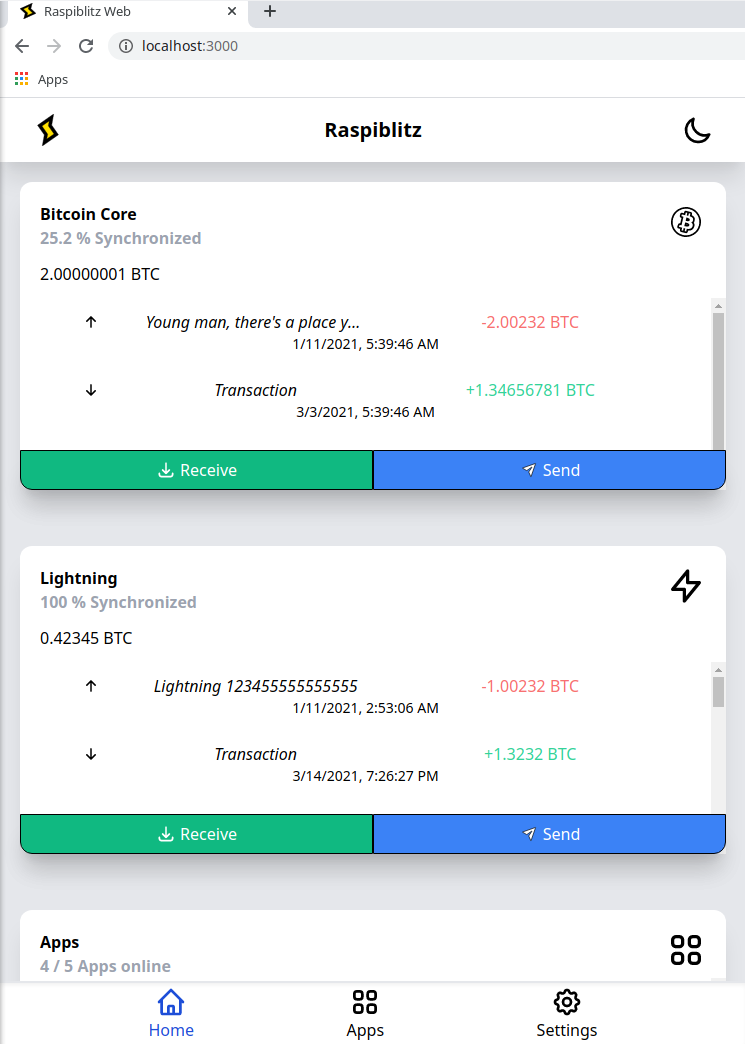 Raspiblitz Web
localhost:3000
Apps
Raspiblitz
Bitcoin Core
25.2 % Synchronized
2.00000001 BTC
Young man, there's a place y... -2.00232 BTC
1/11/2021, 5:39:46 AM
Transaction +1.34656781 BTC
3/3/2021, 5:39:46 AM
Receive Send
Lightning
100 % Synchronized
0.42345 BTC
Lightning 123455555555555 -1.00232 BTC
1/11/2021, 2:53:06 AM
Transaction +1.3232 BTC
3/14/2021, 7:26:27 PM
Receive Send
Apps
4 / 5 Apps online
Home Apps Settings